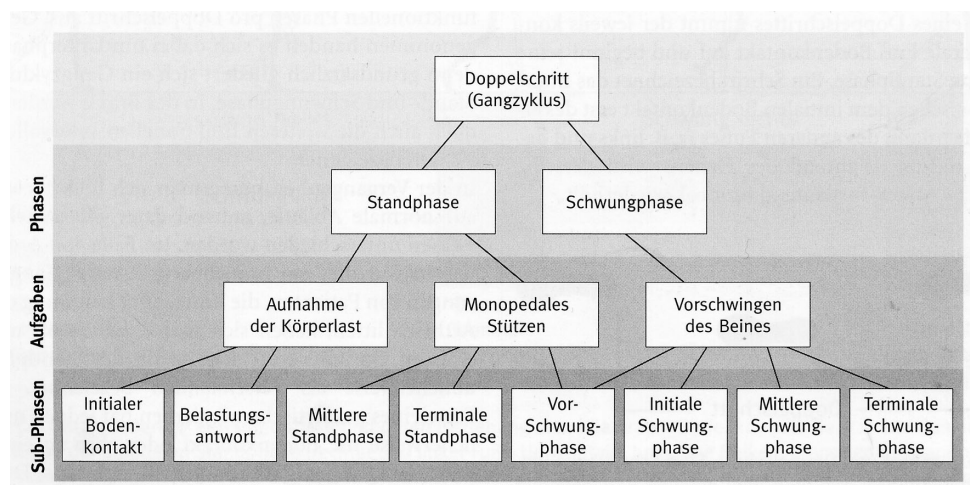 Doppelschritt
(Gangzyklus)
Phasen
Standphase
Schwungphase
Aufgaben
Aufnahme
der Körperlast
Monopedales
Stützen
Vorschwingen
des Beines
Sub-Phasen
Initialer
Boden-
kontakt
Belastungs-
antwort
Mittlere
Standphase
Terminale
Standphase
Vor-
Schwung-
phase
Initiale
Schwung-
phase
Mittlere
Schwung-
phase
Terminale
Schwung-
phase